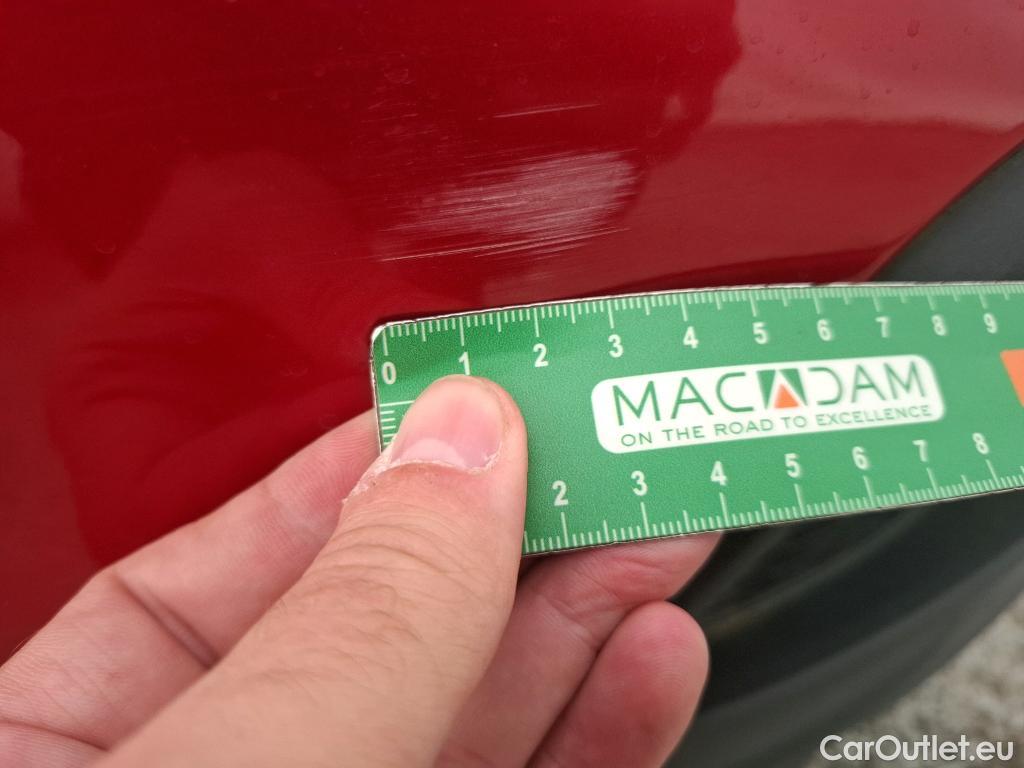 0 1 2 3 4 5 6 7 8 9
MACADAM
ON THE ROAD TO EXCELLENCE
2 3 4 5 6 7 8
CarOutlet.eu